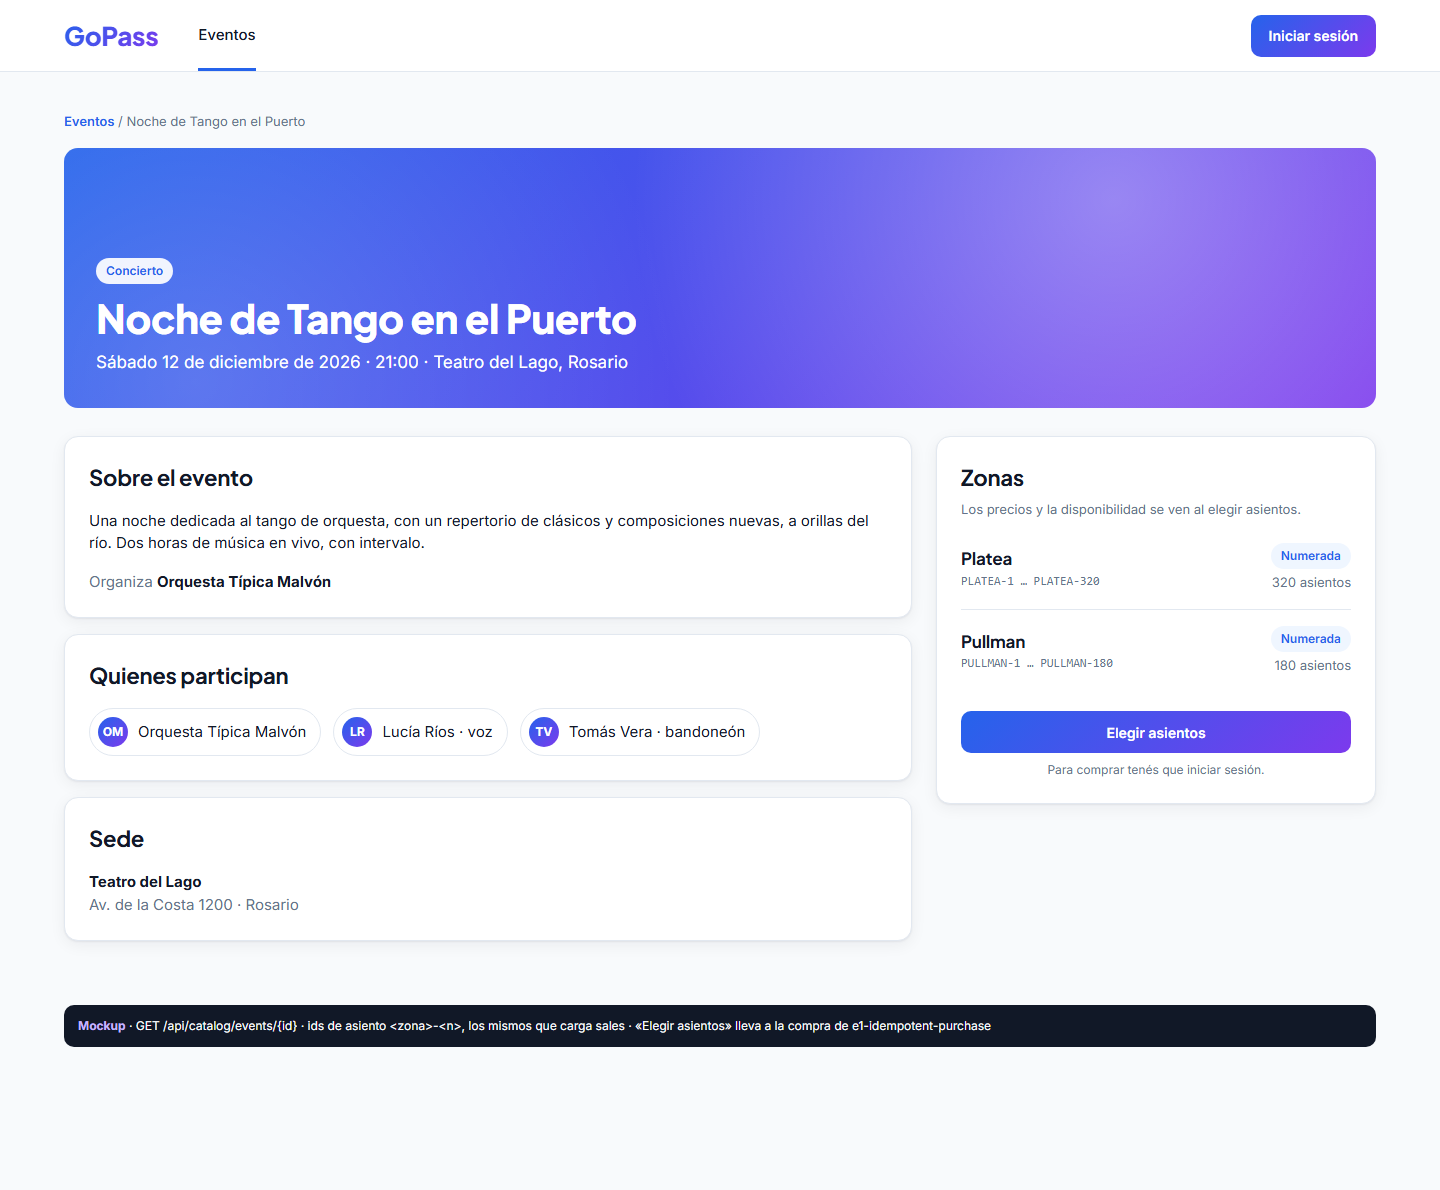 GoPass
Eventos
Iniciar sesión
Eventos / Noche de Tango en el Puerto
Concierto
Noche de Tango en el Puerto
Sábado 12 de diciembre de 2026 · 21:00 · Teatro del Lago, Rosario
Sobre el evento
Una noche dedicada al tango de orquesta, con un repertorio de clásicos y composiciones nuevas, a orillas del
río. Dos horas de música en vivo, con intervalo.
Organiza Orquesta Típica Malvón
Quienes participan
OM Orquesta Típica Malvón
LR Lucía Ríos · voz
TV Tomás Vera · bandoneón
Sede
Teatro del Lago
Av. de la Costa 1200 · Rosario
Zonas
Los precios y la disponibilidad se ven al elegir asientos.
Platea
Numerada
PLATEA-1 … PLATEA-320
320 asientos
Pullman
Numerada
PULLMAN-1 … PULLMAN-180
180 asientos
Elegir asientos
Para comprar tenés que iniciar sesión.
Mockup · GET /api/catalog/events/{id} · ids de asiento <zona>-<n>, los mismos que carga sales · «Elegir asientos» lleva a la compra de e1-idempotent-purchase